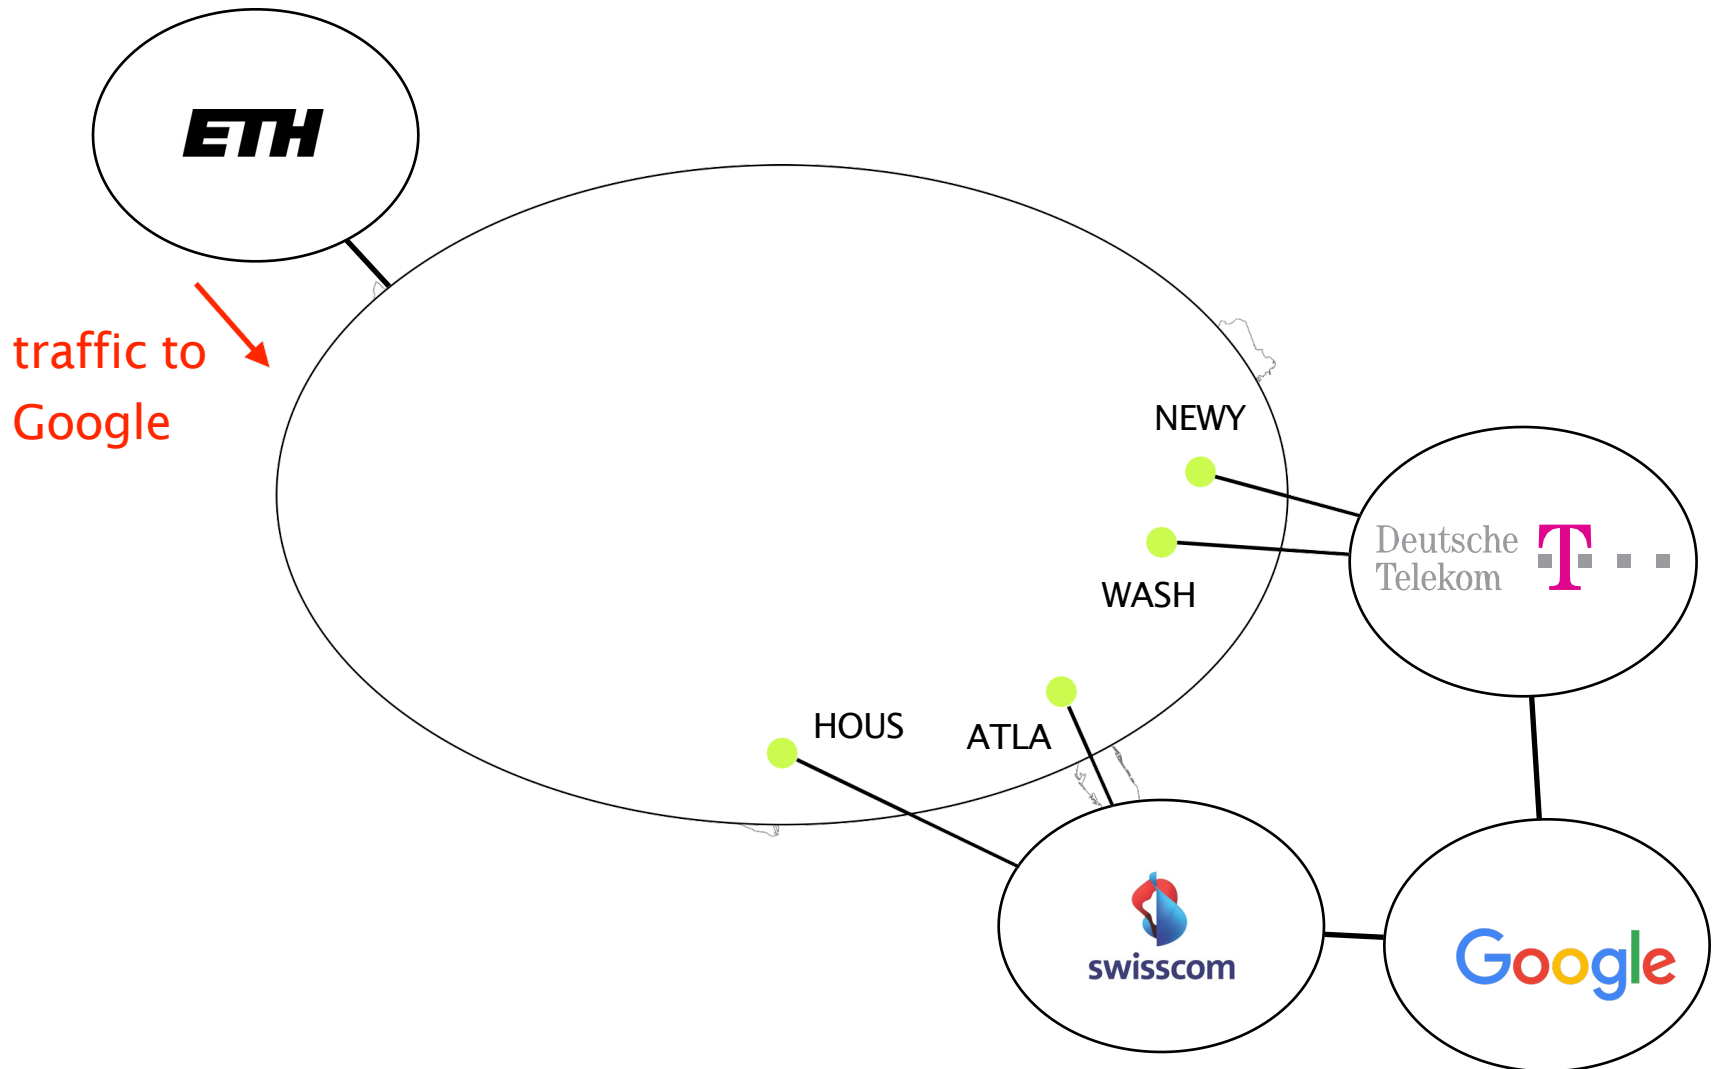 ETH
traffic to
Google
NEWY
WASH
Deutsche
Telekom
T
HOUS
ATLA
swisscom
Google